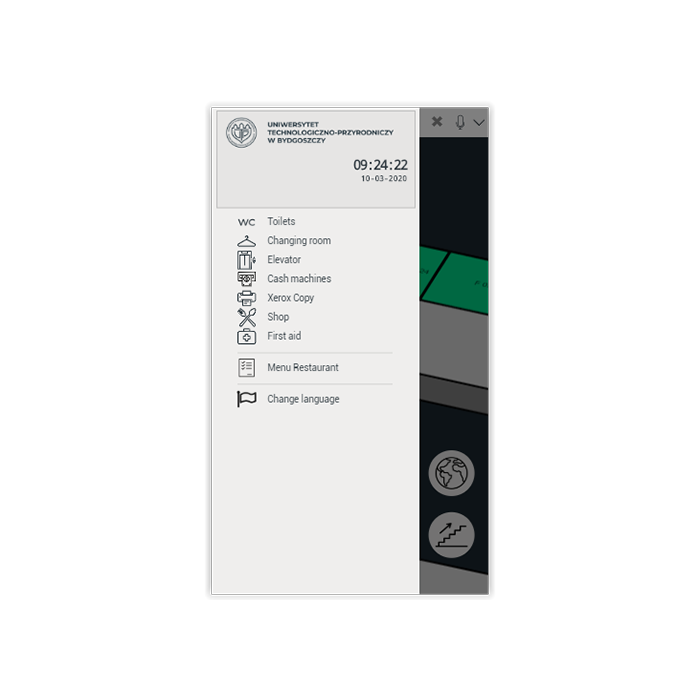 UNIWERSYTET
TECHNOLOGICZNO-PRZYRODNICZY
W BYDGOSZCZY
09:24:22
10-03-2020
WC Toilets
Changing room
Elevator
Cash machines
Xerox Copy
Shop
First aid
Menu Restaurant
Change language